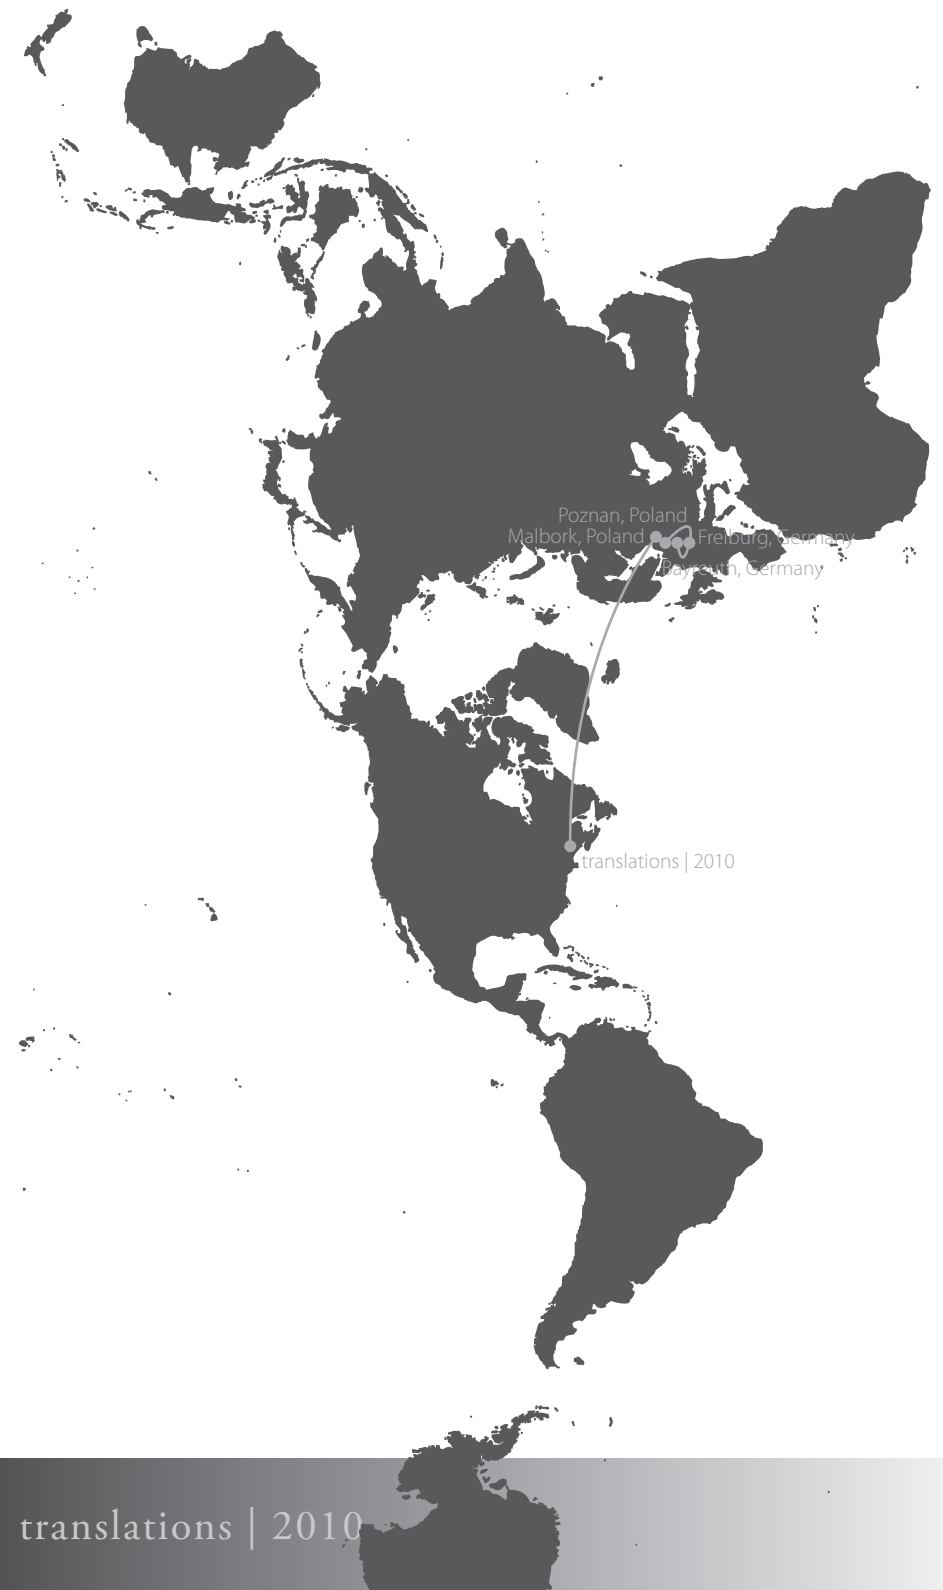 Poznan, Poland
Malbork, Poland
Freiburg, Germany
Bayreuth, Germany
translations | 2010
translations | 2010